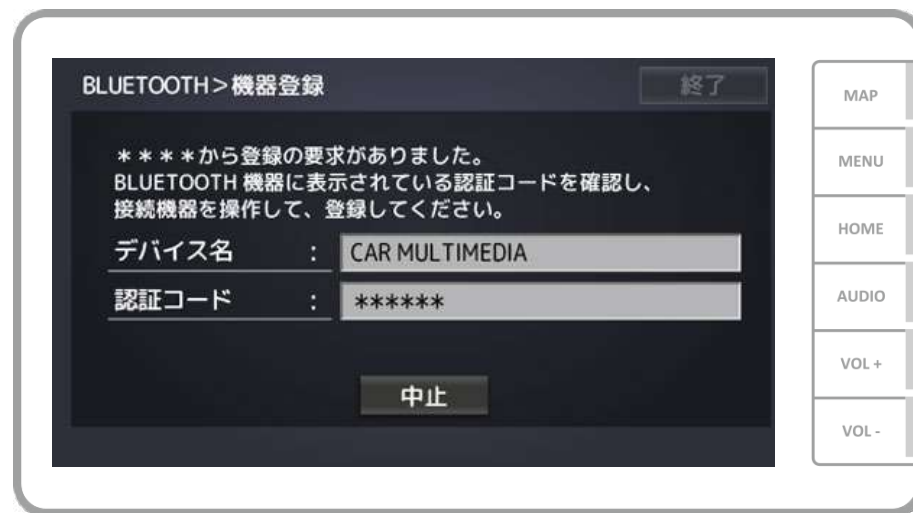 BLUETOOTH>機器登録
終了
****から登録の要求がありました。
BLUETOOTH 機器に表示されている認証コードを確認し、
接続機器を操作して、登録してください。
デバイス名 : CAR MULTIMEDIA
認証コード : ******
中止
MAP
MENU
HOME
AUDIO
VOL +
VOL -